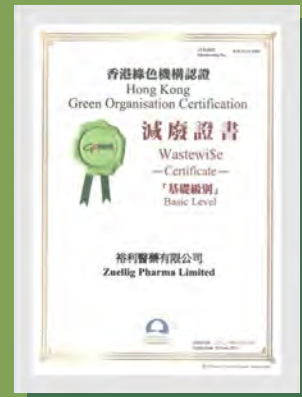 香港綠色機構認證
Hong Kong
Green Organisation Certification
減廢證書
Wastewi$e
—Certificate—
「基礎級別」
Basic Level
裕利醫藥有限公司
Zuellig Pharma Limited